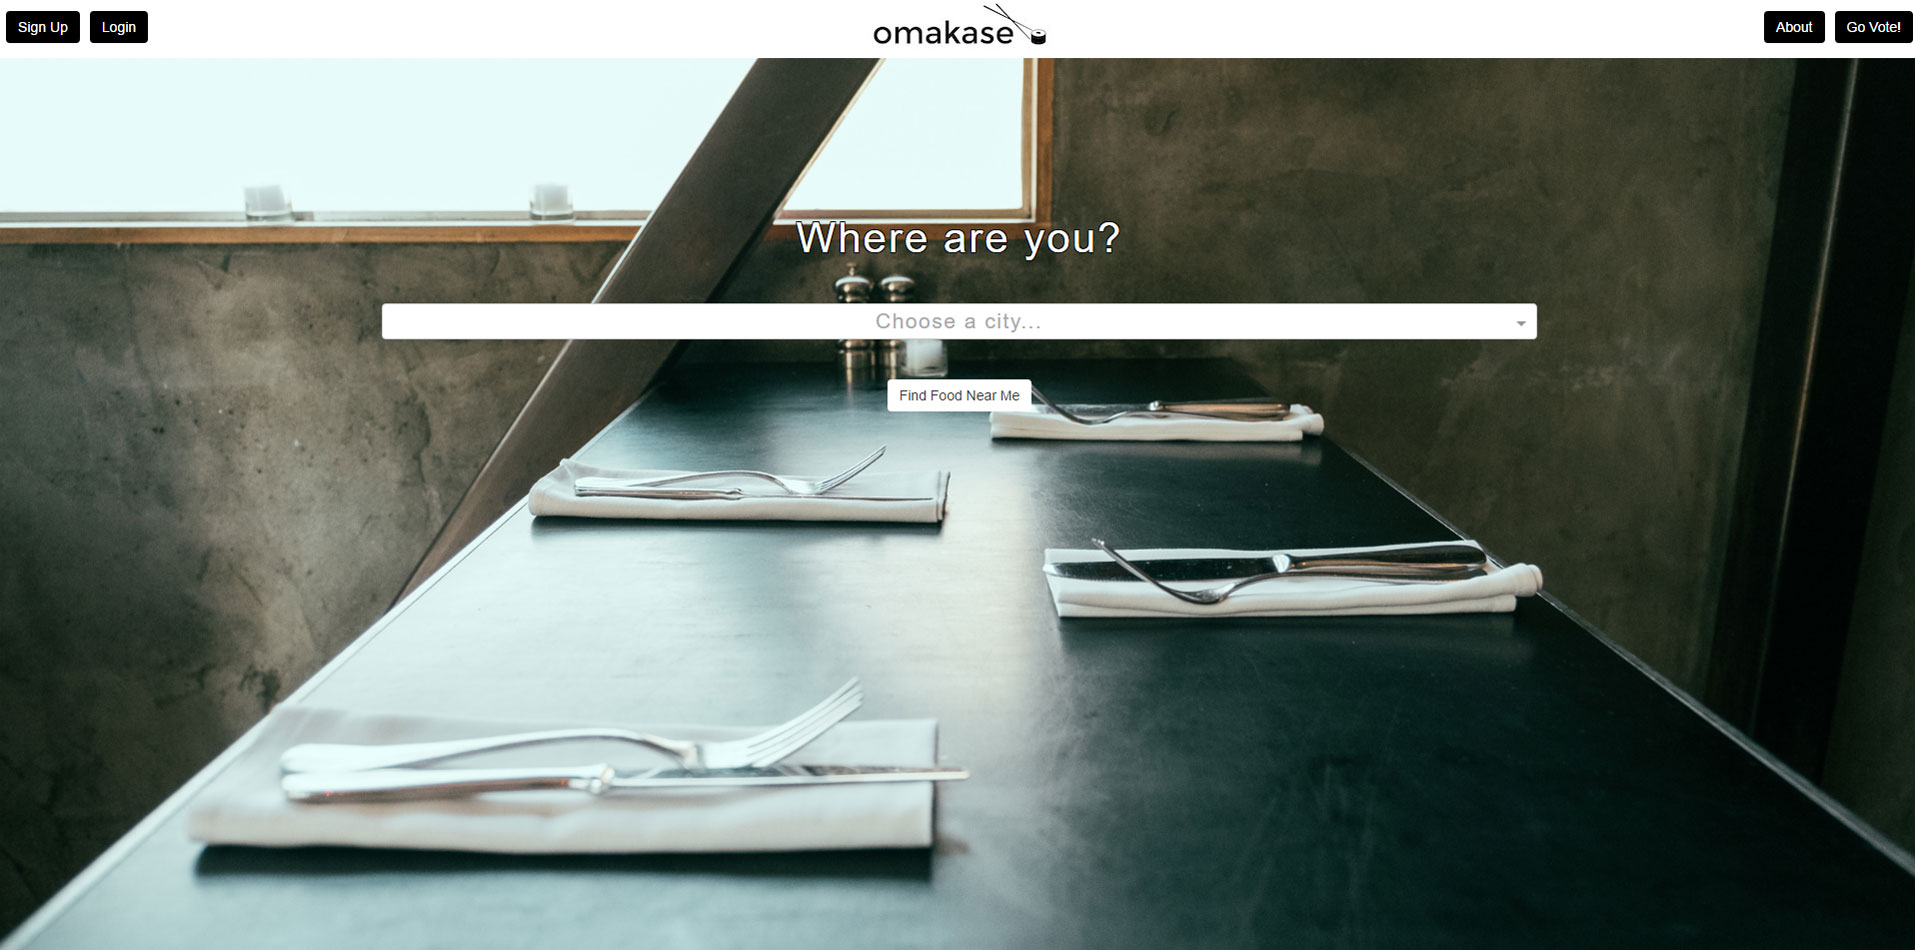 Sign Up
Login
omakase
About
Go Vote!
Where are you?
Choose a city...
Find Food Near Me